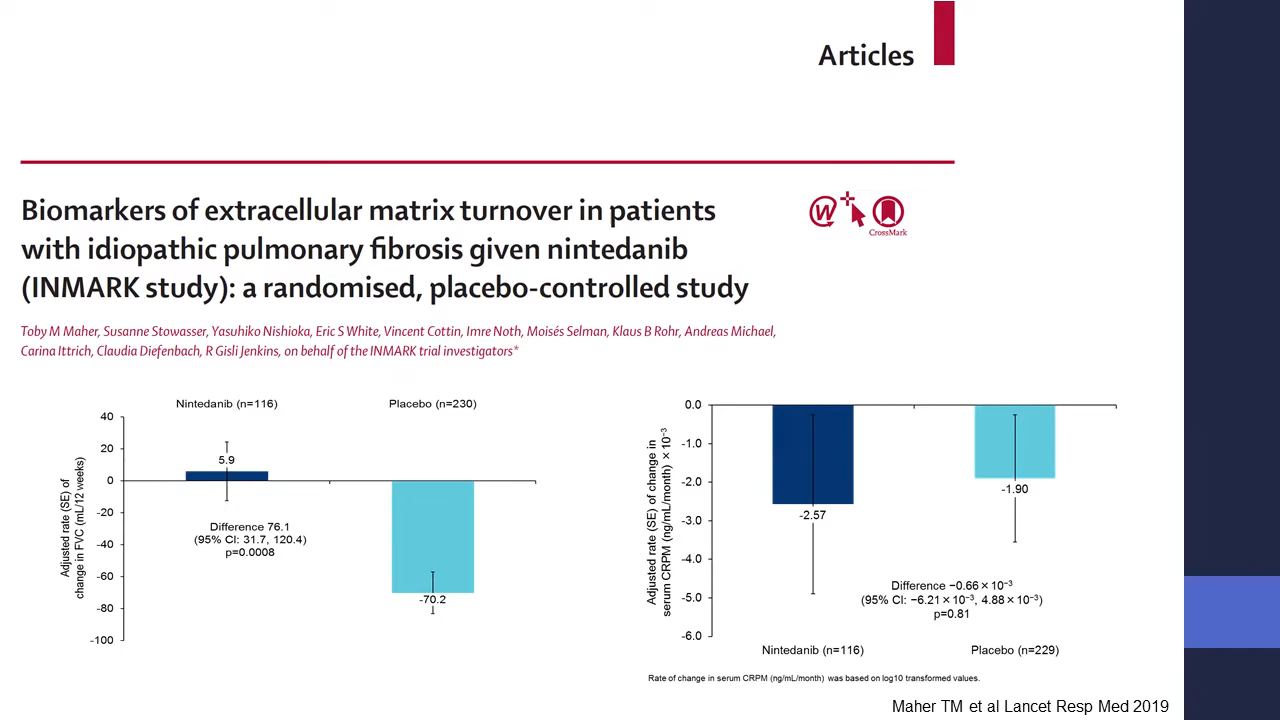 Articles
Biomarkers of extracellular matrix turnover in patients
with idiopathic pulmonary fibrosis given nintedanib
(INMARK study): a randomised, placebo-controlled study
W
CrossMark
Toby M Maher, Susanne Stowasser, Yasuhiko Nishioka, Eric S White, Vincent Cottin, Imre Noth, Moisés Selman, Klaus B Rohr, Andreas Michael,
Carina Ittrich, Claudia Diefenbach, R Gisli Jenkins, on behalf of the INMARK trial investigators*
Nintedanib (n=116)
Placebo (n=230)
Adjusted rate (SE) of
change in FVC (mL/12 weeks)
40
20
0
-20
-40
-60
-80
-100
5.9
Difference 76.1
(95% CI: 31.7, 120.4)
p=0.0008
-70.2
Adjusted rate (SE) of change in
serum CRPM (ng/mL/month) ×10⁻³
0.0
-1.0
-2.0
-3.0
-4.0
-5.0
-6.0
-2.57
-1.90
Difference −0.66×10⁻³
(95% CI: −6.21×10⁻³, 4.88×10⁻³)
p=0.81
Nintedanib (n=116)
Placebo (n=229)
Rate of change in serum CRPM (ng/mL/month) was based on log10 transformed values.
Maher TM et al Lancet Resp Med 2019